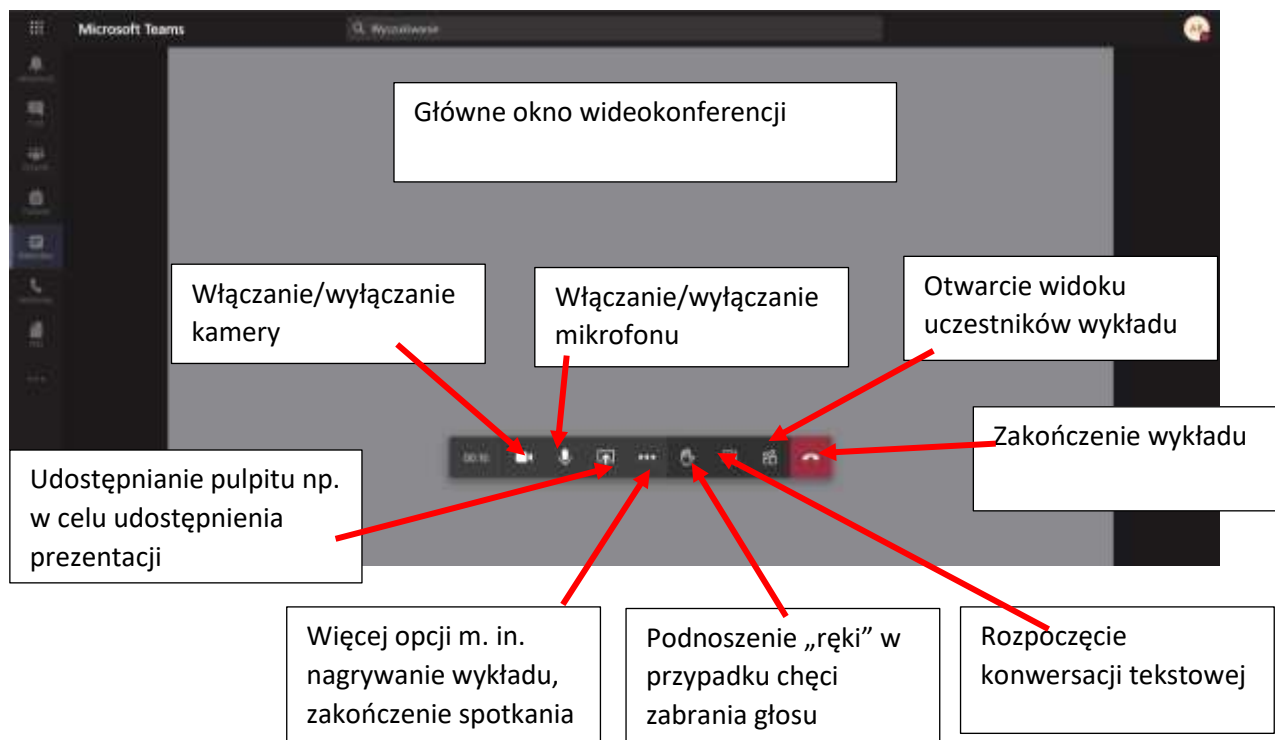 Microsoft Teams
Wyszukiwanie
Główne okno wideokonferencji
Włączanie/wyłączanie
kamery
Włączanie/wyłączanie
mikrofonu
Otwarcie widoku
uczestników wykładu
Zakończenie wykładu
Udostępnianie pulpitu np.
w celu udostępnienia
prezentacji
Więcej opcji m. in.
nagrywanie wykładu,
zakończenie spotkania
Podnoszenie „ręki” w
przypadku chęci
zabrania głosu
Rozpoczęcie
konwersacji tekstowej